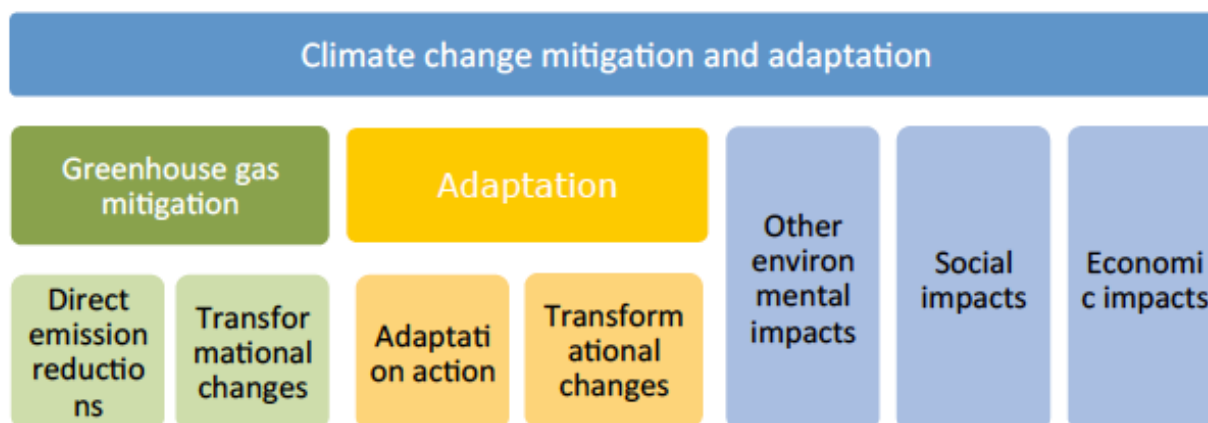 Climate change mitigation and adaptation
Greenhouse gas
mitigation
Adaptation
Other
environ
mental
impacts
Social
impacts
Economi
c impacts
Direct
emission
reductio
ns
Transfor
mational
changes
Adaptati
on action
Transform
ational
changes